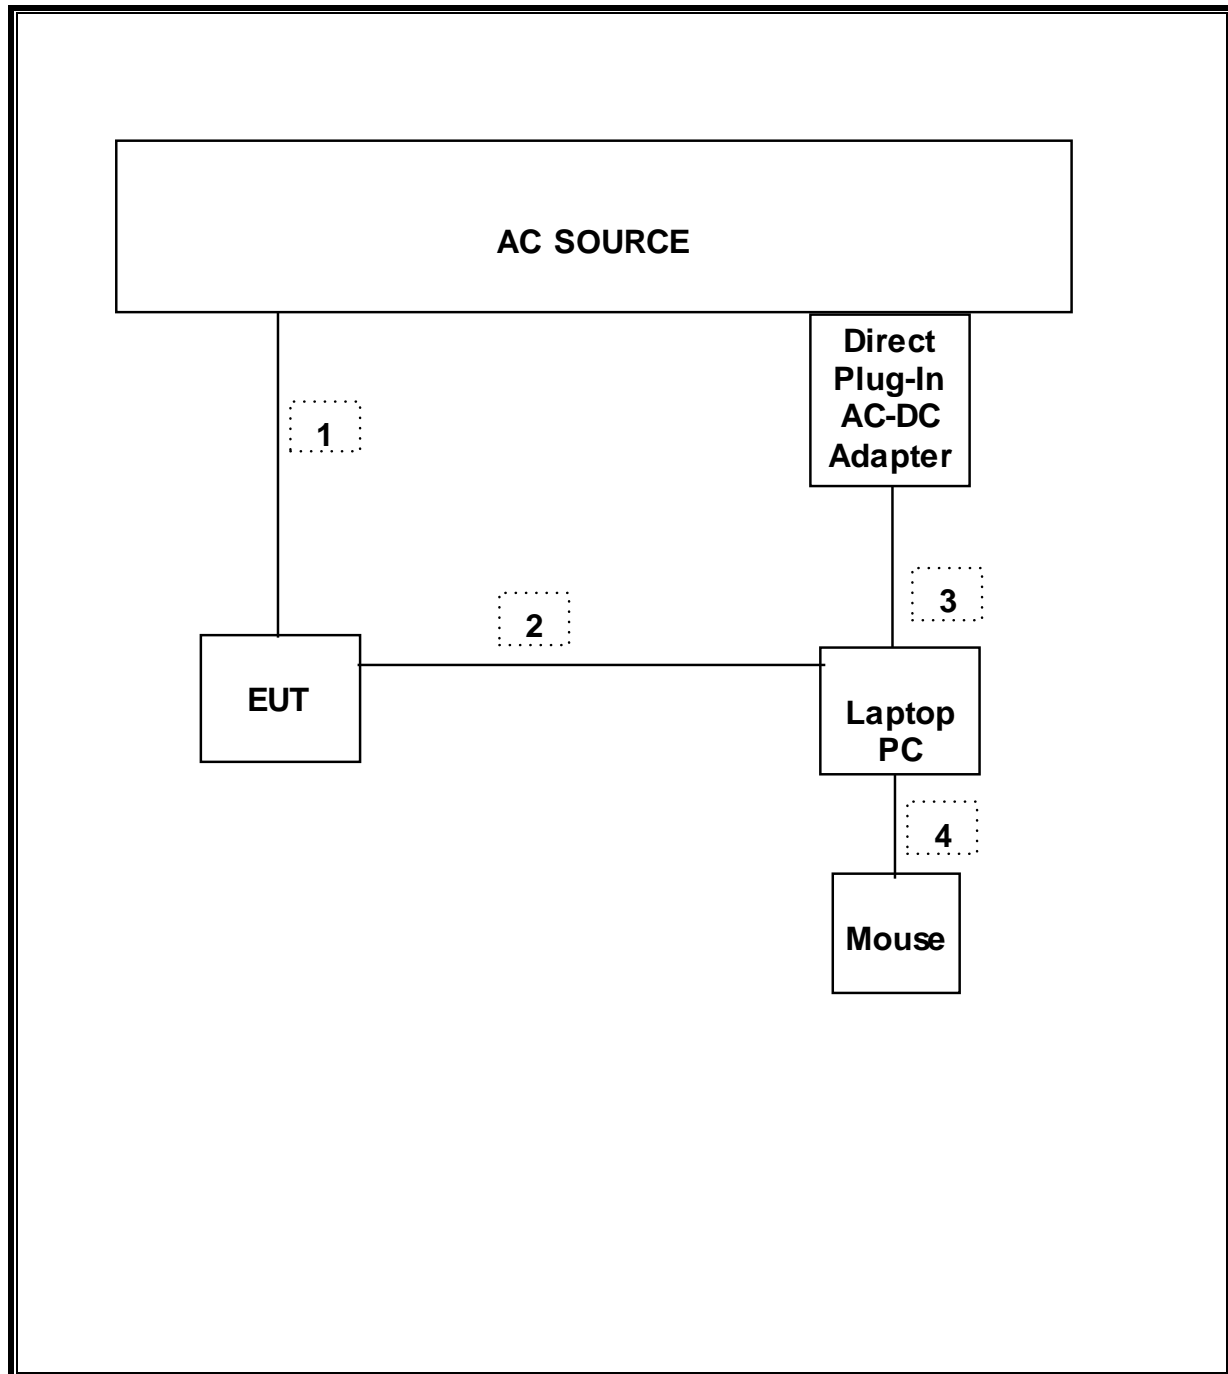 AC SOURCE
Direct
Plug-In
AC-DC
Adapter
1
3
2
EUT
Laptop
PC
4
Mouse